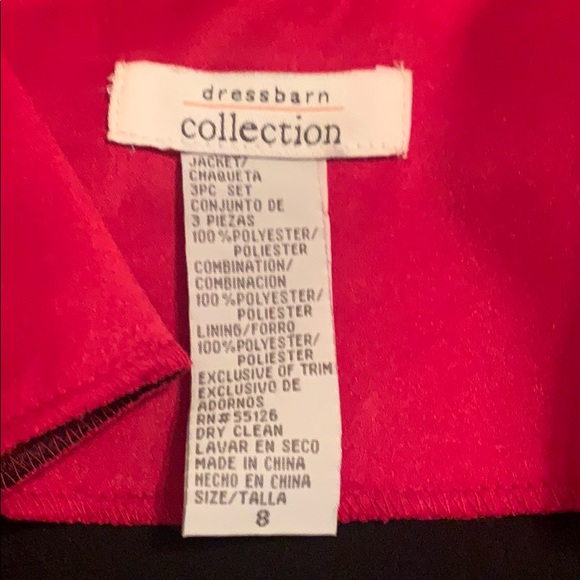 dressbarn
collection
JACKET/
CHAQUETA
3PC SET
CONJUNTO DE
3 PIEZAS
100%POLYESTER/
POLIESTER
COMBINATION/
COMBINACION
100%POLYESTER/
POLIESTER
LINING/FORRO
100%POLYESTER/
POLIESTER
EXCLUSIVE OF TRIM
EXCLUSIVO DE
ADORNOS
RN#55126
DRY CLEAN
LAVAR EN SECO
MADE IN CHINA
HECHO EN CHINA
SIZE/TALLA
8